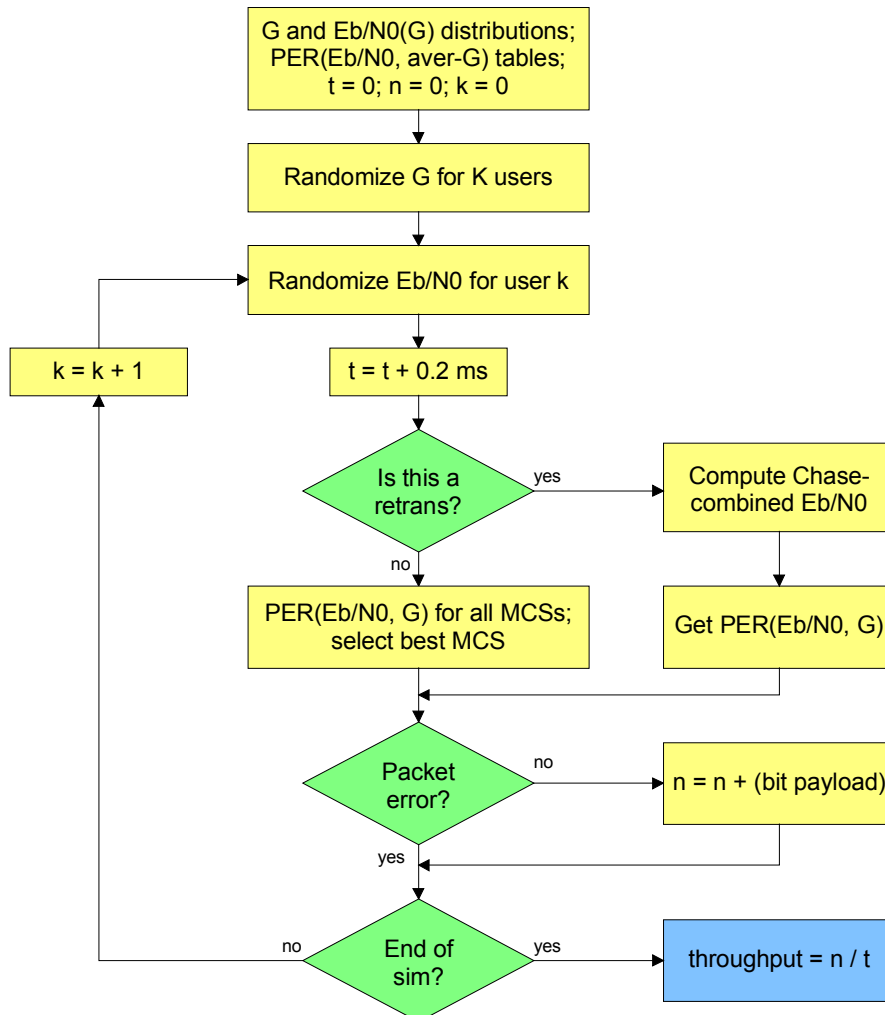 G and Eb/N0(G) distributions;
PER(Eb/N0, aver-G) tables;
t = 0; n = 0; k = 0
Randomize G for K users
Randomize Eb/N0 for user k
k = k + 1
t = t + 0.2 ms
Is this a
retrans?
yes
Compute Chase-
combined Eb/N0
no
PER(Eb/N0, G) for all MCSs;
select best MCS
Get PER(Eb/N0, G)
Packet
error?
no
n = n + (bit payload)
yes
End of
sim?
no
yes
throughput = n / t